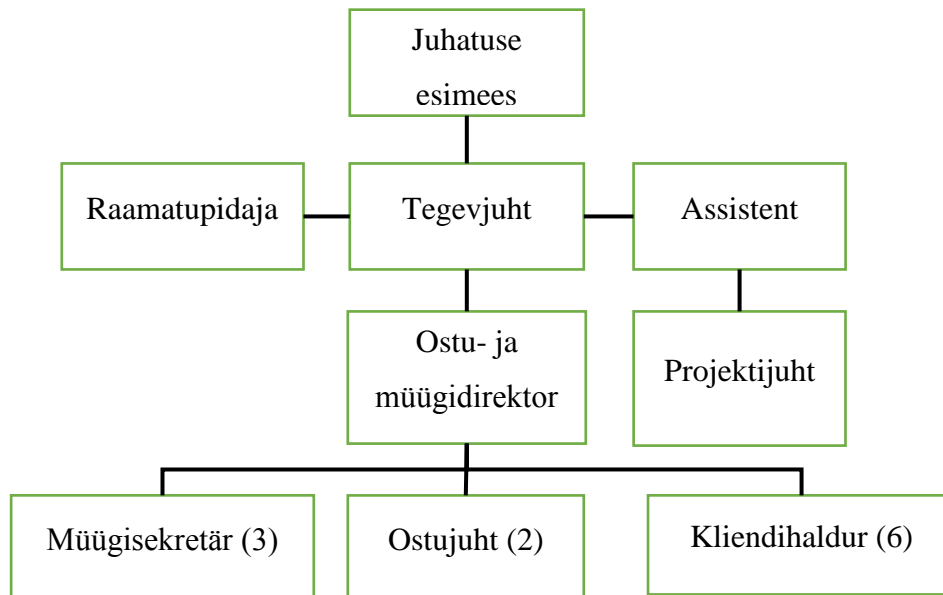 Juhatuse
esimees
Raamatupidaja
Tegevjuht
Assistent
Ostu- ja
müügidirektor
Projektijuht
Müügisekretär (3)
Ostujuht (2)
Kliendihaldur (6)